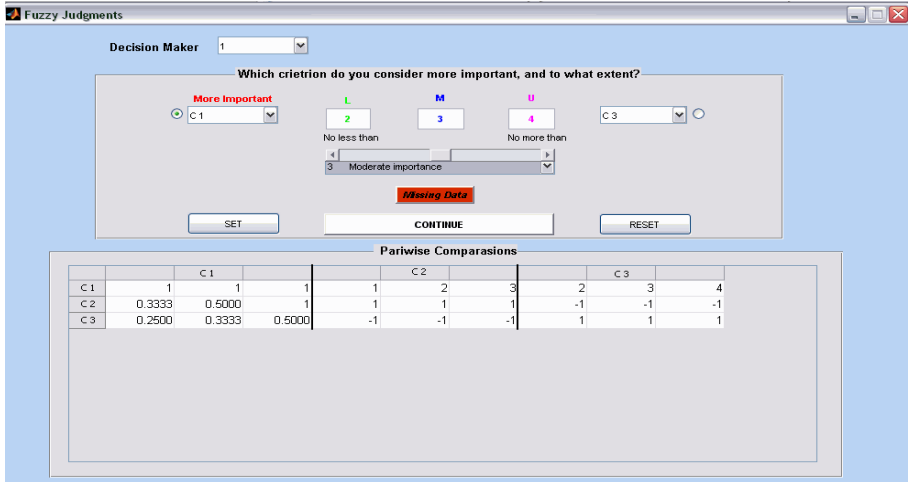 Fuzzy Judgments
Decision Maker 1
Which crietrion do you consider more important, and to what extent?
More Important L M U
C 1 2 3 4 C 3
No less than No more than
3 Moderate importance
Missing Data
SET CONTINUE RESET
Pariwise Comparasions
C 1 C 2 C 3
C 1 1 1 1 1 2 3 2 3 4
C 2 0.3333 0.5000 1 1 1 1 -1 -1 -1
C 3 0.2500 0.3333 0.5000 -1 -1 -1 1 1 1